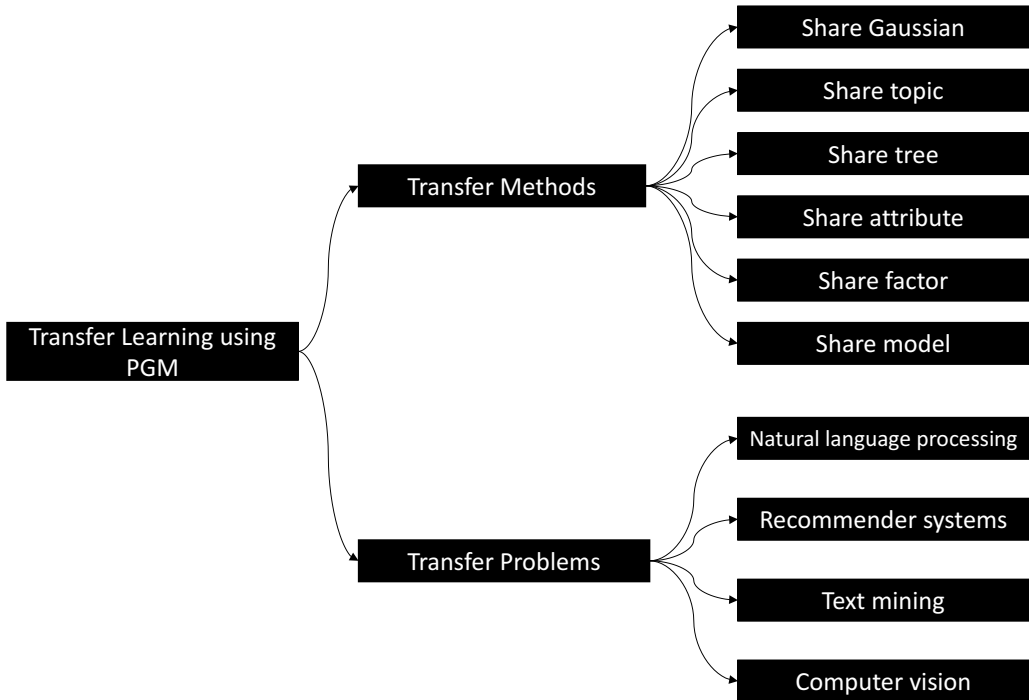 Share Gaussian
Share topic
Share tree
Transfer Methods
Share attribute
Share factor
Share model
Transfer Learning using
PGM
Natural language processing
Recommender systems
Transfer Problems
Text mining
Computer vision